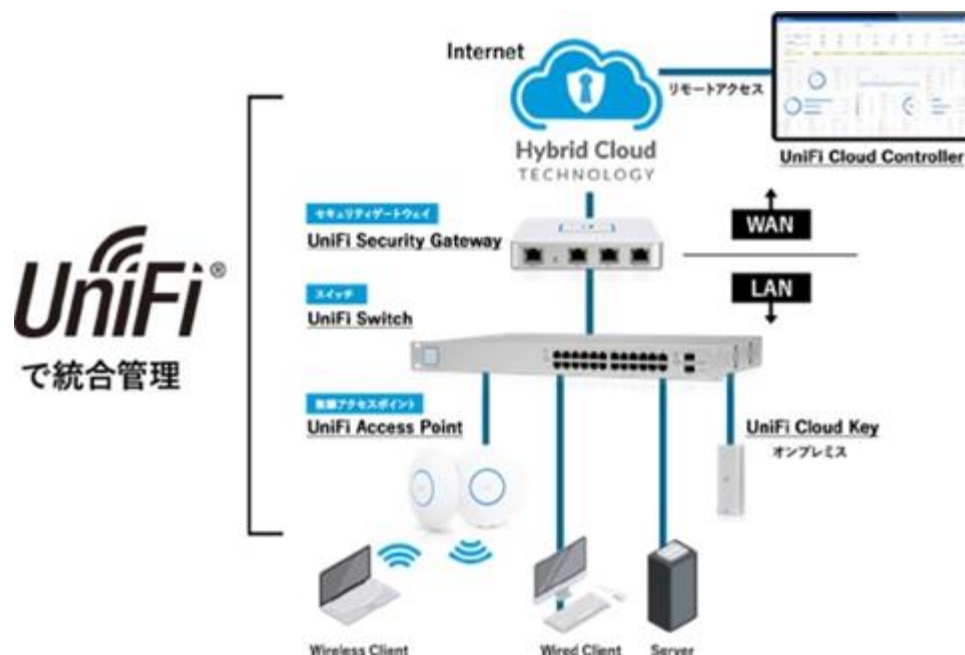 Internet
リモートアクセス
Hybrid Cloud
TECHNOLOGY
UniFi Cloud Controller
セキュリティゲートウェイ
UniFi Security Gateway
WAN
LAN
UniFi®
で統合管理
スイッチ
UniFi Switch
無線アクセスポイント
UniFi Access Point
UniFi Cloud Key
オンプレミス
Wireless Client
Wired Client
Server